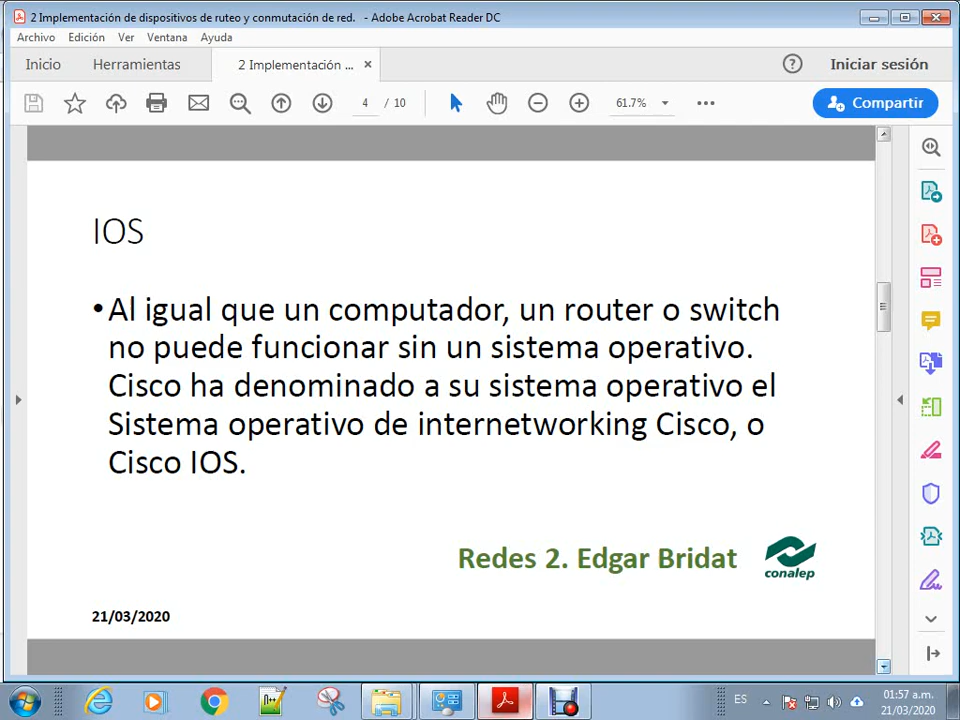 2 Implementación de dispositivos de ruteo y conmutación de red. - Adobe Acrobat Reader DC
Archivo Edición Ver Ventana Ayuda
Inicio Herramientas 2 Implementación ... × Iniciar sesión
4 / 10 61.7% Compartir
IOS
•Al igual que un computador, un router o switch
no puede funcionar sin un sistema operativo.
Cisco ha denominado a su sistema operativo el
Sistema operativo de internetworking Cisco, o
Cisco IOS.
Redes 2. Edgar Bridat
conalep
21/03/2020
ES
01:57 a.m.
21/03/2020